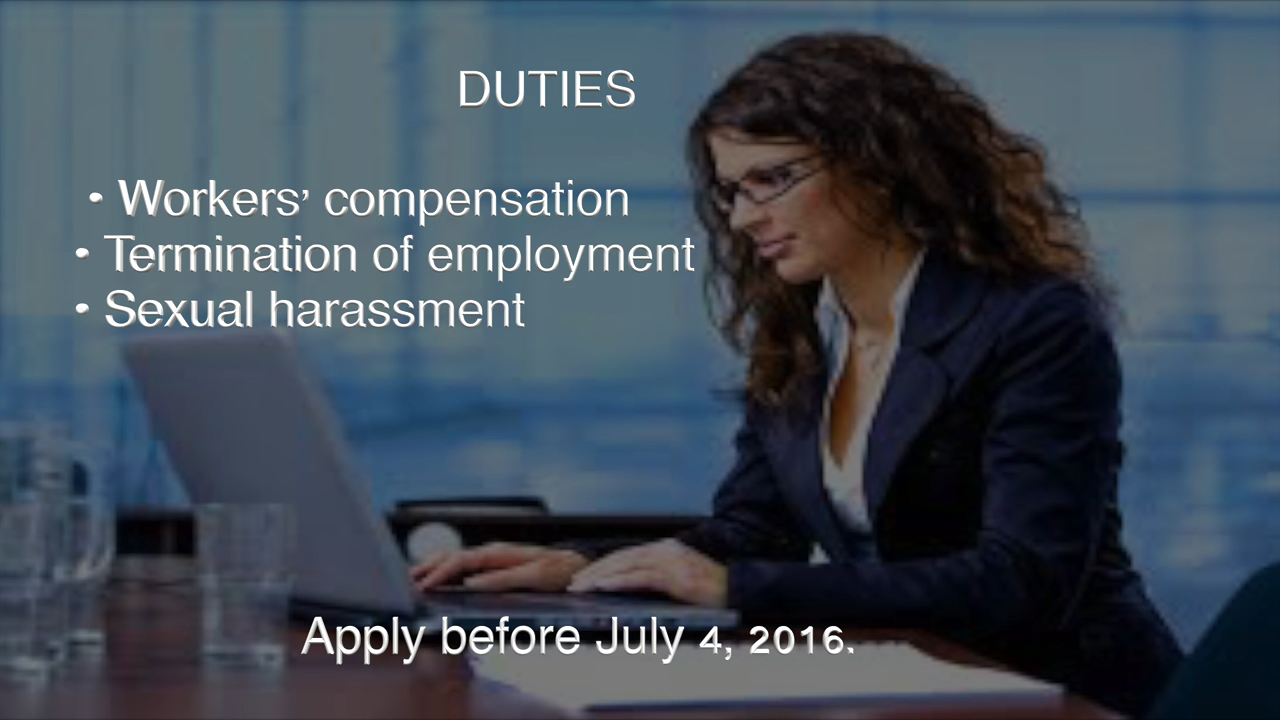 DUTIES
• Workers' compensation
• Termination of employment
• Sexual harassment
Apply before July 4, 2016.